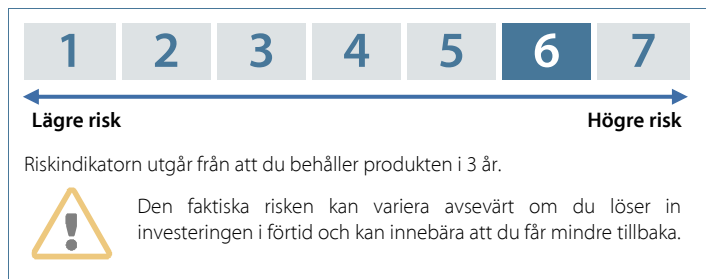 1 2 3 4 5 6 7
Lägre risk Högre risk
Riskindikatorn utgår från att du behåller produkten i 3 år.
Den faktiska risken kan variera avsevärt om du löser in
investeringen i förtid och kan innebära att du får mindre tillbaka.